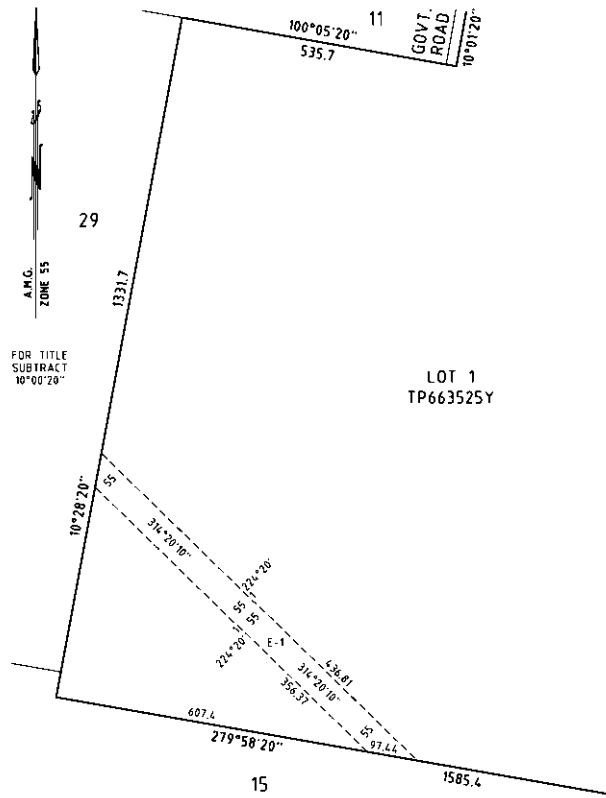 100°05'20"
11
GOVT.
ROAD
10°01'20"
535.7
N
29
1331.7
A.M.G.
ZONE 55
FOR TITLE
SUBTRACT
10°00'20"
LOT 1
TP663525Y
55
10°28'20"
314°20'10"
224°20'
55
55
224°20'
E-1
436.81
314°20'10"
356.37
55
607.4
97.44
279°58'20"
1585.4
15